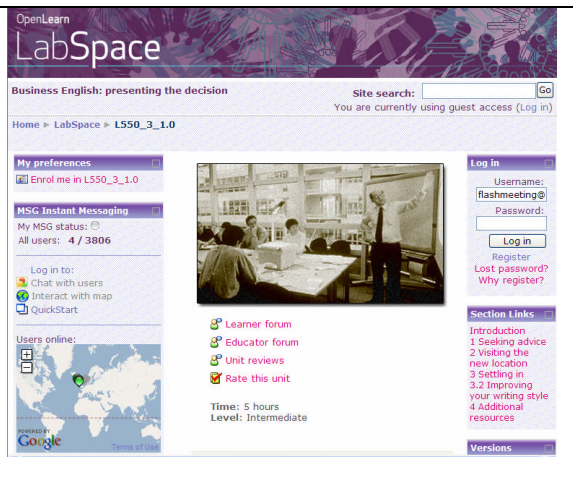 OpenLearn
LabSpace
Business English: presenting the decision
Site search:
Go
You are currently using guest access (Log in)
Home ► LabSpace ► L550_3_1.0
My preferences
Enrol me in L550_3_1.0
MSG Instant Messaging
My MSG status:
All users: 4 / 3806
Log in to:
Chat with users
Interact with map
QuickStart
Users online:
+
-
POWERED BY
Google
Terms of Use
Learner forum
Educator forum
Unit reviews
Rate this unit
Time: 5 hours
Level: Intermediate
Log in
Username:
flashmeeting@
Password:
Log in
Register
Lost password?
Why register?
Section Links
Introduction
1 Seeking advice
2 Visiting the
new location
3 Settling in
3.2 Improving
your writing style
4 Additional
resources
Versions